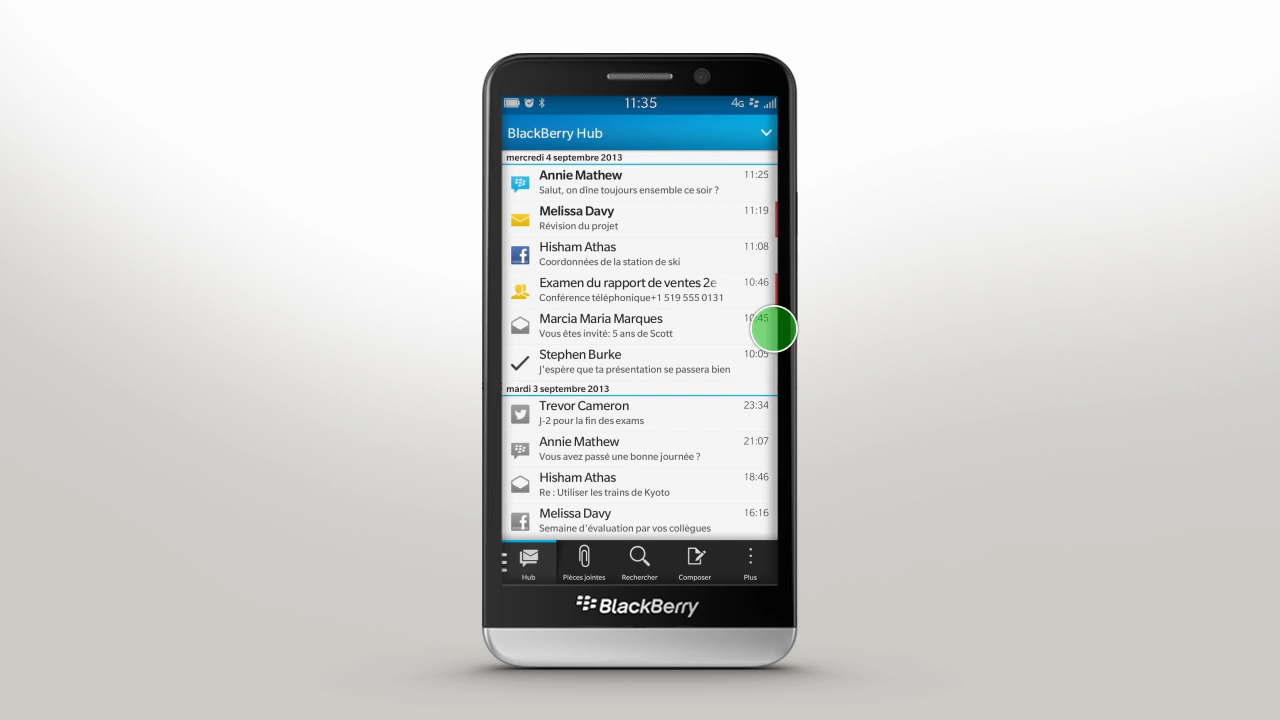 11:35
4G
BlackBerry Hub
mercredi 4 septembre 2013
Annie Mathew 11:25
Salut, on dîne toujours ensemble ce soir ?
Melissa Davy 11:19
Révision du projet
Hisham Athas 11:08
Coordonnées de la station de ski
Examen du rapport de ventes 2e 10:46
Conférence téléphonique+1 519 555 0131
Marcia Maria Marques 10:45
Vous êtes invité: 5 ans de Scott
Stephen Burke 10:05
J'espère que ta présentation se passera bien
mardi 3 septembre 2013
Trevor Cameron 23:34
J-2 pour la fin des exams
Annie Mathew 21:07
Vous avez passé une bonne journée ?
Hisham Athas 18:46
Re : Utiliser les trains de Kyoto
Melissa Davy 16:16
Semaine d'évaluation par vos collègues
Hub Pièces jointes Rechercher Composer Plus
BlackBerry